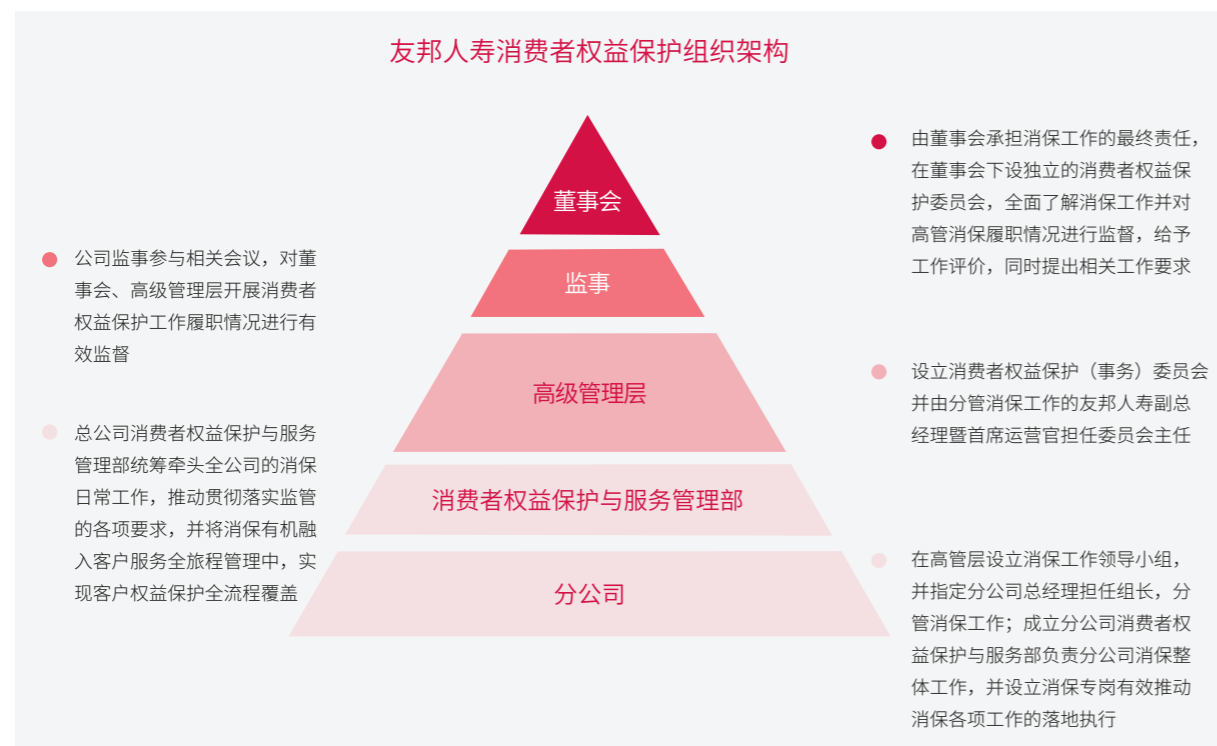 友邦人寿消费者权益保护组织架构
董事会
由董事会承担消保工作的最终责任，
在董事会下设独立的消费者权益保
护委员会，全面了解消保工作并对
高管消保履职情况进行监督，给予
工作评价，同时提出相关工作要求
监事
公司监事参与相关会议，对董
事会、高级管理层开展消费者
权益保护工作履职情况进行有
效监督
高级管理层
设立消费者权益保护（事务）委员会
并由分管消保工作的友邦人寿副总
经理暨首席运营官担任委员会主任
消费者权益保护与服务管理部
总公司消费者权益保护与服务
管理部统筹牵头全公司的消保
日常工作，推动贯彻落实监管
的各项要求，并将消保有机融
入客户服务全旅程管理中，实
现客户权益保护全流程覆盖
分公司
在高管层设立消保工作领导小组，
并指定分公司总经理担任组长，分
管消保工作；成立分公司消费者权
益保护与服务部负责分公司消保整
体工作，并设立消保专岗有效推动
消保各项工作的落地执行